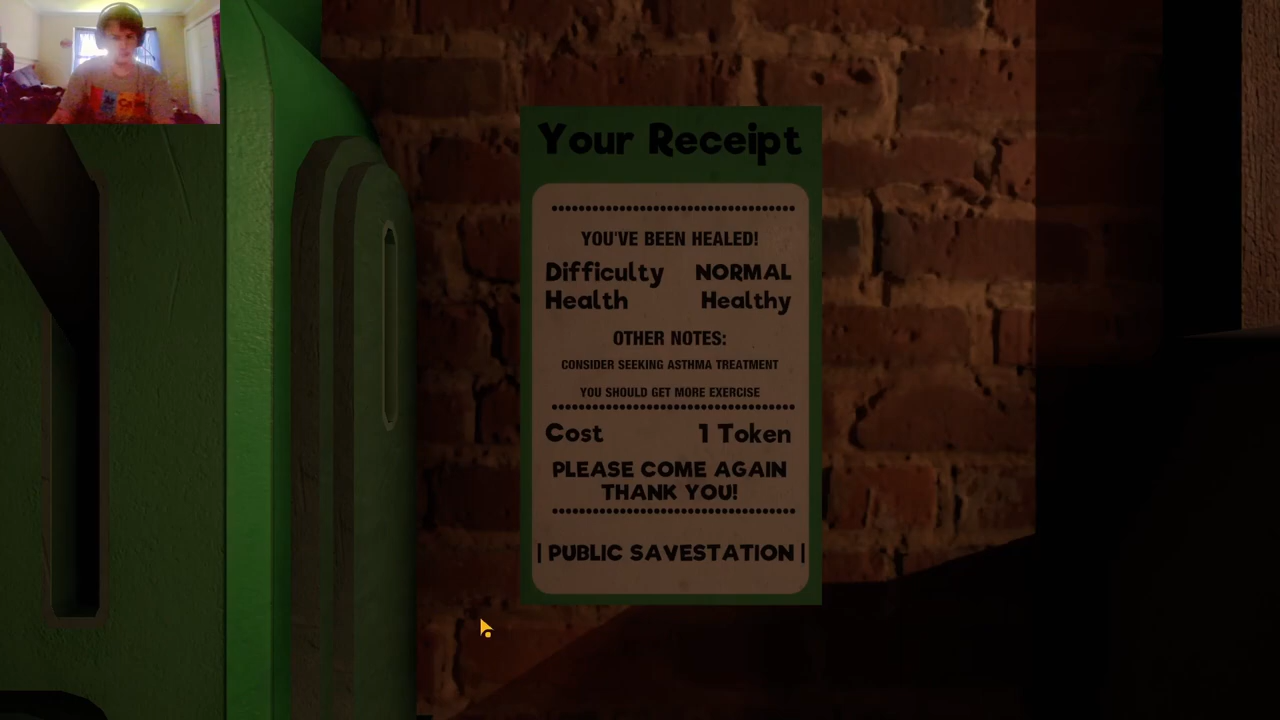 Your Receipt
YOU'VE BEEN HEALED!
Difficulty NORMAL
Health Healthy
OTHER NOTES:
CONSIDER SEEKING ASTHMA TREATMENT
YOU SHOULD GET MORE EXERCISE
Cost 1 Token
PLEASE COME AGAIN
THANK YOU!
| PUBLIC SAVESTATION |